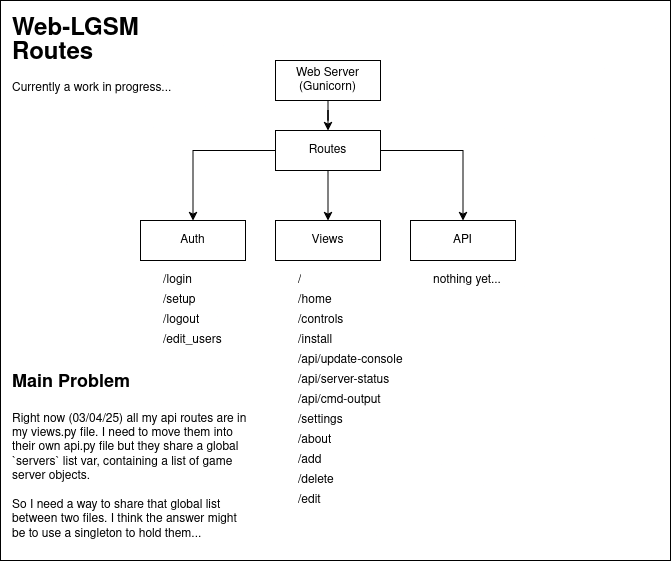 Web-LGSM
Routes
Currently a work in progress...
Web Server
(Gunicorn)
Routes
Auth
Views
API
/login
/setup
/logout
/edit_users
/
/home
/controls
/install
/api/update-console
/api/server-status
/api/cmd-output
/settings
/about
/add
/delete
/edit
nothing yet...
Main Problem
Right now (03/04/25) all my api routes are in
my views.py file. I need to move them into
their own api.py file but they share a global
`servers` list var, containing a list of game
server objects.
So I need a way to share that global list
between two files. I think the answer might
be to use a singleton to hold them...